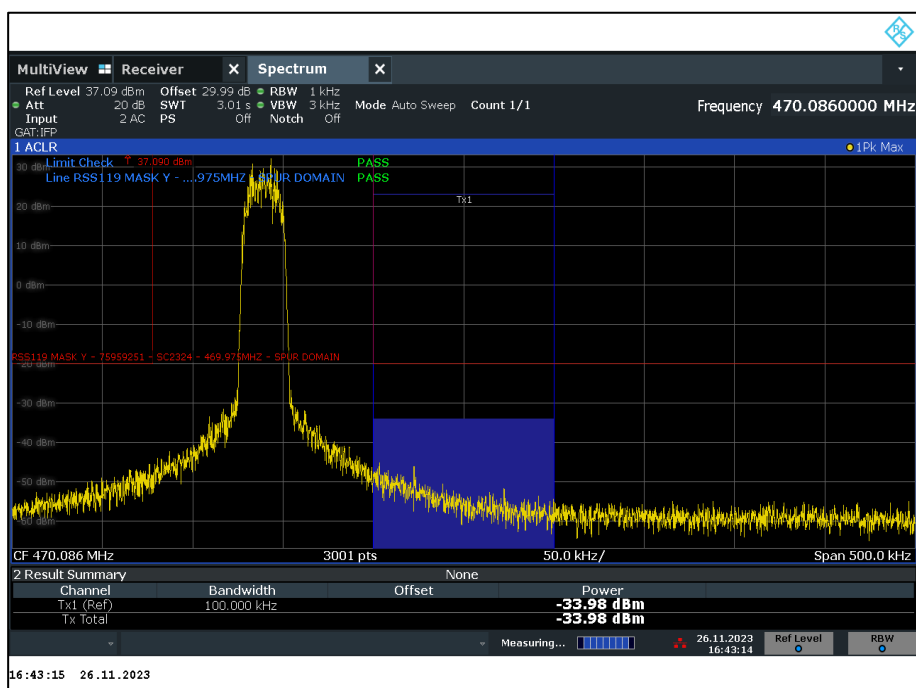 R&S
MultiView Receiver X Spectrum X
Ref Level 37.09 dBm Offset 29.99 dB RBW 1 kHz
Att 20 dB SWT 3.01 s VBW 3 kHz Mode Auto Sweep Count 1/1 Frequency 470.0860000 MHz
Input 2 AC PS Off Notch Off
GAT:IFP
1 ACLR 1Pk Max
Limit Check 37.090 dBm PASS
30 dBm
Line RSS119 MASK Y - ....975MHZ - SPUR DOMAIN PASS
Tx1
20 dBm
10 dBm
0 dBm
-10 dBm
RSS119 MASK Y - 75959251 - SC2324 - 469.975MHZ - SPUR DOMAIN
-20 dBm
-30 dBm
-40 dBm
-50 dBm
-60 dBm
CF 470.086 MHz 3001 pts 50.0 kHz/ Span 500.0 kHz
2 Result Summary None
Channel Bandwidth Offset Power
Tx1 (Ref) 100.000 kHz -33.98 dBm
Tx Total -33.98 dBm
Measuring... 26.11.2023 Ref Level RBW
16:43:14
16:43:15 26.11.2023